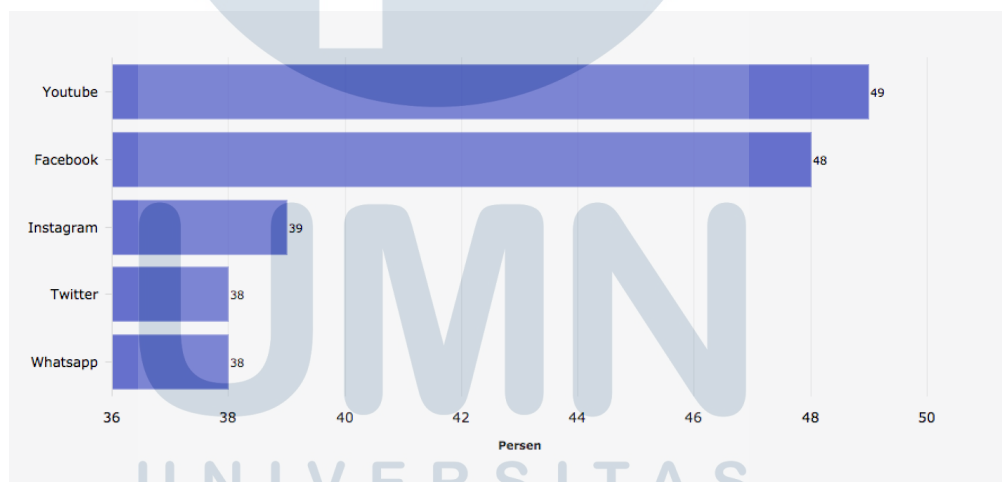 Youtube 49
Facebook 48
Instagram 39
Twitter 38
Whatsapp 38
36 38 40 42 44 46 48 50
Persen
UMN
UNIVERSITAS